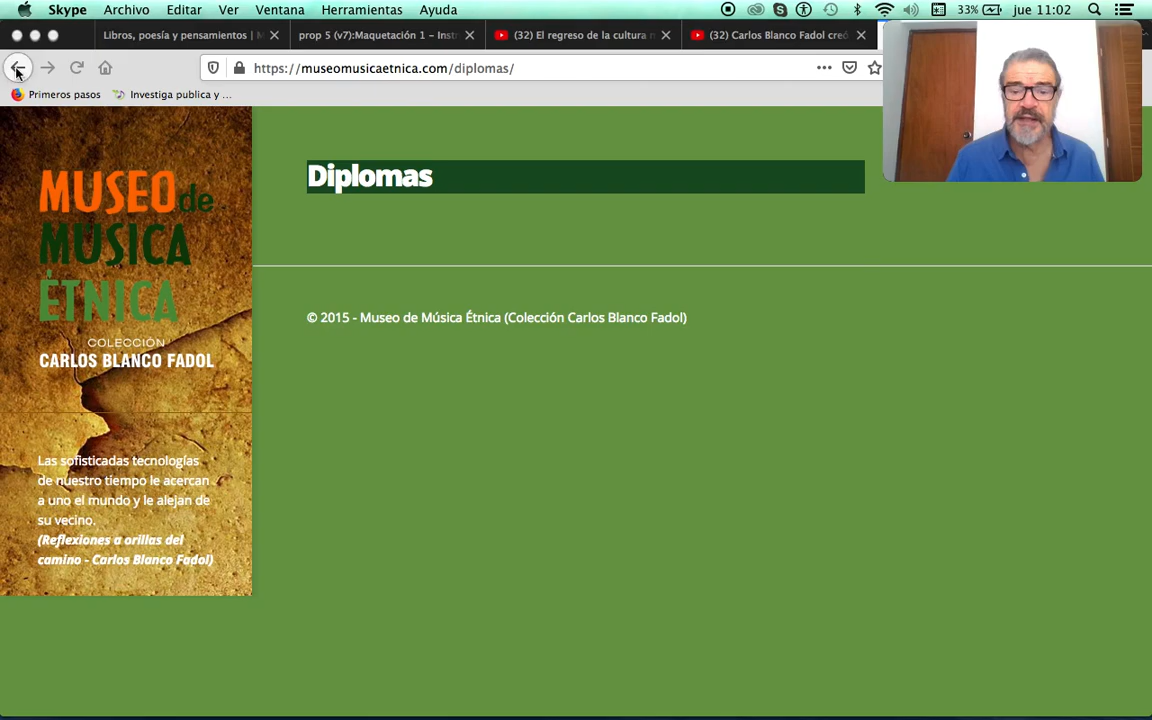 Skype Archivo Editar Ver Ventana Herramientas Ayuda 33% jue 11:02
Libros, poesía y pensamientos | M prop 5 (v7):Maquetación 1 – Inst (32) El regreso de la cultura n (32) Carlos Blanco Fadol creó
https://museomusicaetnica.com/diplomas/
Primeros pasos Investiga publica y ...
MUSEO de
MÚSICA
ÉTNICA
COLECCIÓN
CARLOS BLANCO FADOL
Las sofisticadas tecnologías
de nuestro tiempo le acercan
a uno el mundo y le alejan de
su vecino.
(Reflexiones a orillas del
camino - Carlos Blanco Fadol)
Diplomas
© 2015 - Museo de Música Étnica (Colección Carlos Blanco Fadol)